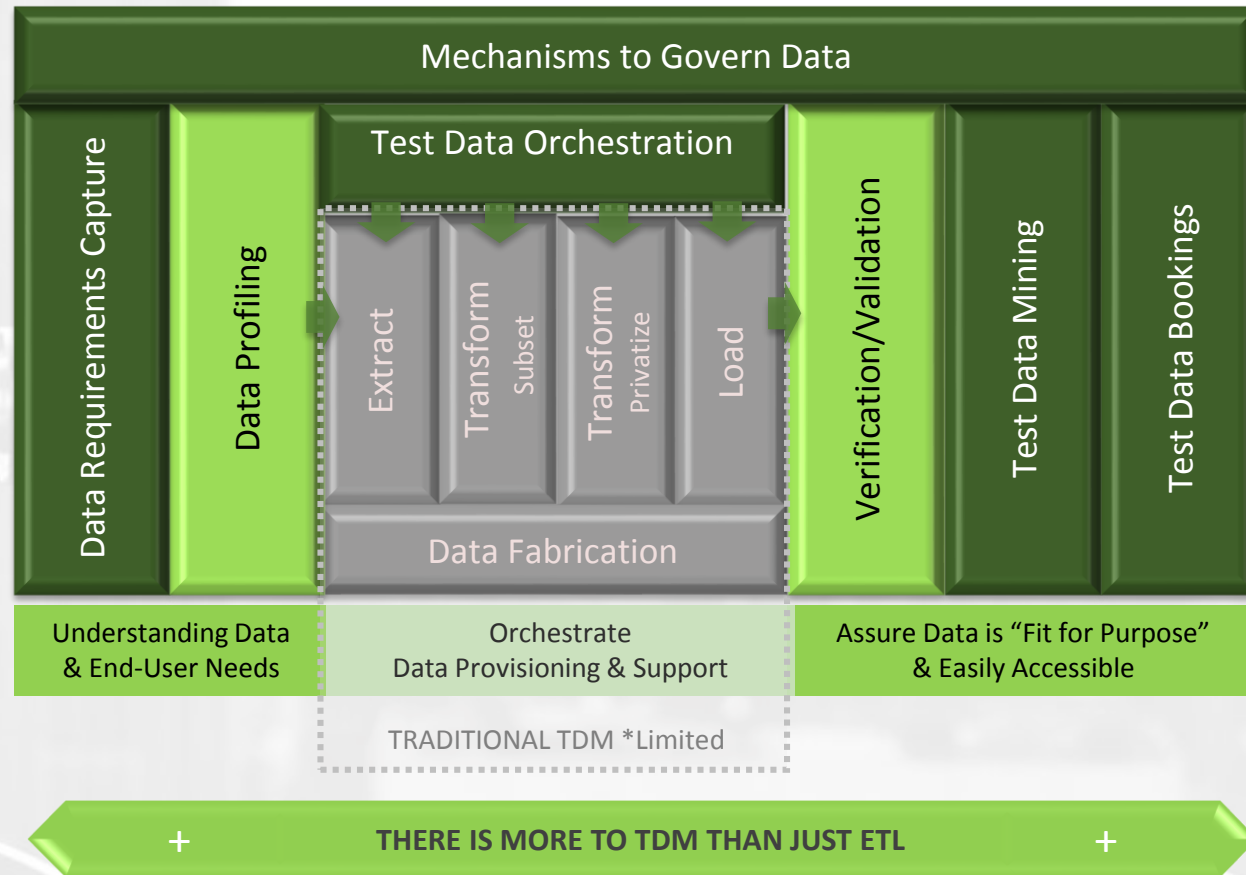 Mechanisms to Govern Data
Data Requirements Capture
Data Profiling
Test Data Orchestration
Extract
Transform
Subset
Transform
Privatize
Load
Data Fabrication
Verification/Validation
Test Data Mining
Test Data Bookings
Understanding Data
& End-User Needs
Orchestrate
Data Provisioning & Support
Assure Data is “Fit for Purpose”
& Easily Accessible
TRADITIONAL TDM *Limited
+ THERE IS MORE TO TDM THAN JUST ETL +